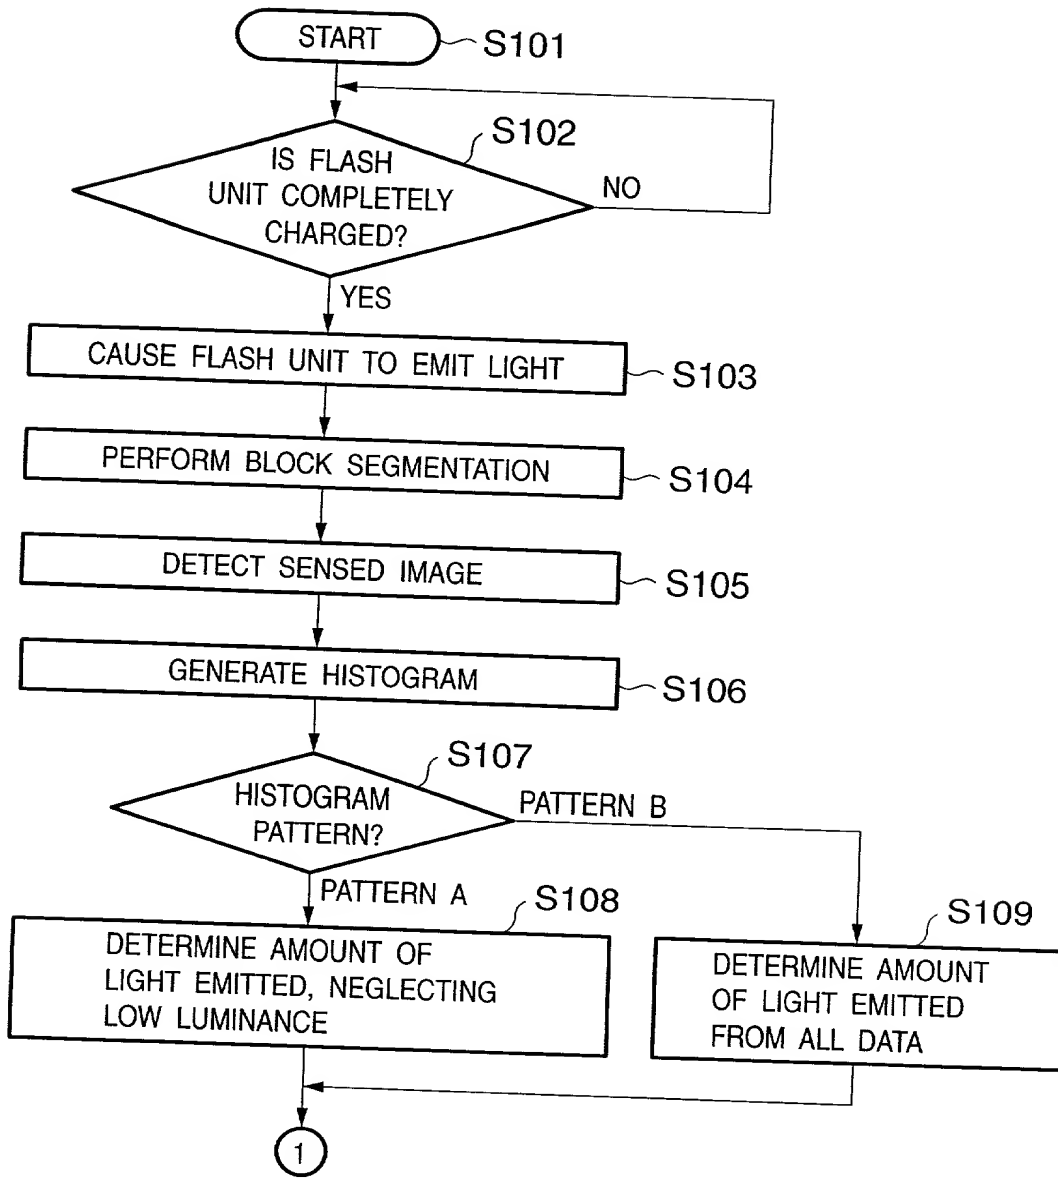 START
S101
S102
IS FLASH
UNIT COMPLETELY
CHARGED?
NO
YES
CAUSE FLASH UNIT TO EMIT LIGHT
S103
PERFORM BLOCK SEGMENTATION
S104
DETECT SENSED IMAGE
S105
GENERATE HISTOGRAM
S106
S107
HISTOGRAM
PATTERN?
PATTERN B
PATTERN A
S108
DETERMINE AMOUNT OF
LIGHT EMITTED, NEGLECTING
LOW LUMINANCE
S109
DETERMINE AMOUNT
OF LIGHT EMITTED
FROM ALL DATA
1